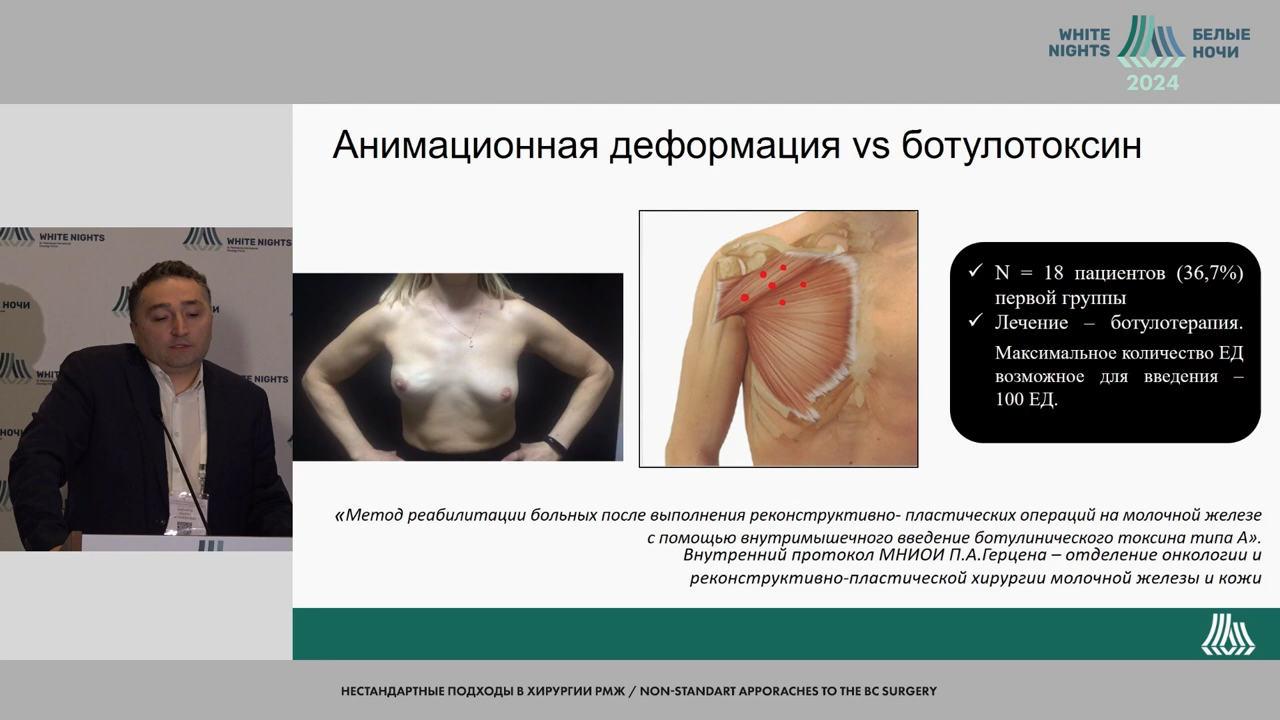 WHITE
NIGHTS
БЕЛЫЕ
НОЧИ
2024
Анимационная деформация vs ботулотоксин
WHITE NIGHTS
WHITE NIGHTS
НОЧИ
E NIGHTS
НОЧИ
✓ N = 18 пациентов (36,7%)
первой группы
✓ Лечение – ботулотерапия.
Максимальное количество ЕД
возможное для введения –
100 ЕД.
«Метод реабилитации больных после выполнения реконструктивно- пластических операций на молочной железе
с помощью внутримышечного введение ботулинического токсина типа А».
Внутренний протокол МНИОИ П.А.Герцена – отделение онкологии и
реконструктивно-пластической хирургии молочной железы и кожи
НЕСТАНДАРТНЫЕ ПОДХОДЫ В ХИРУРГИИ РМЖ / NON-STANDART APPORACHES TO THE BC SURGERY